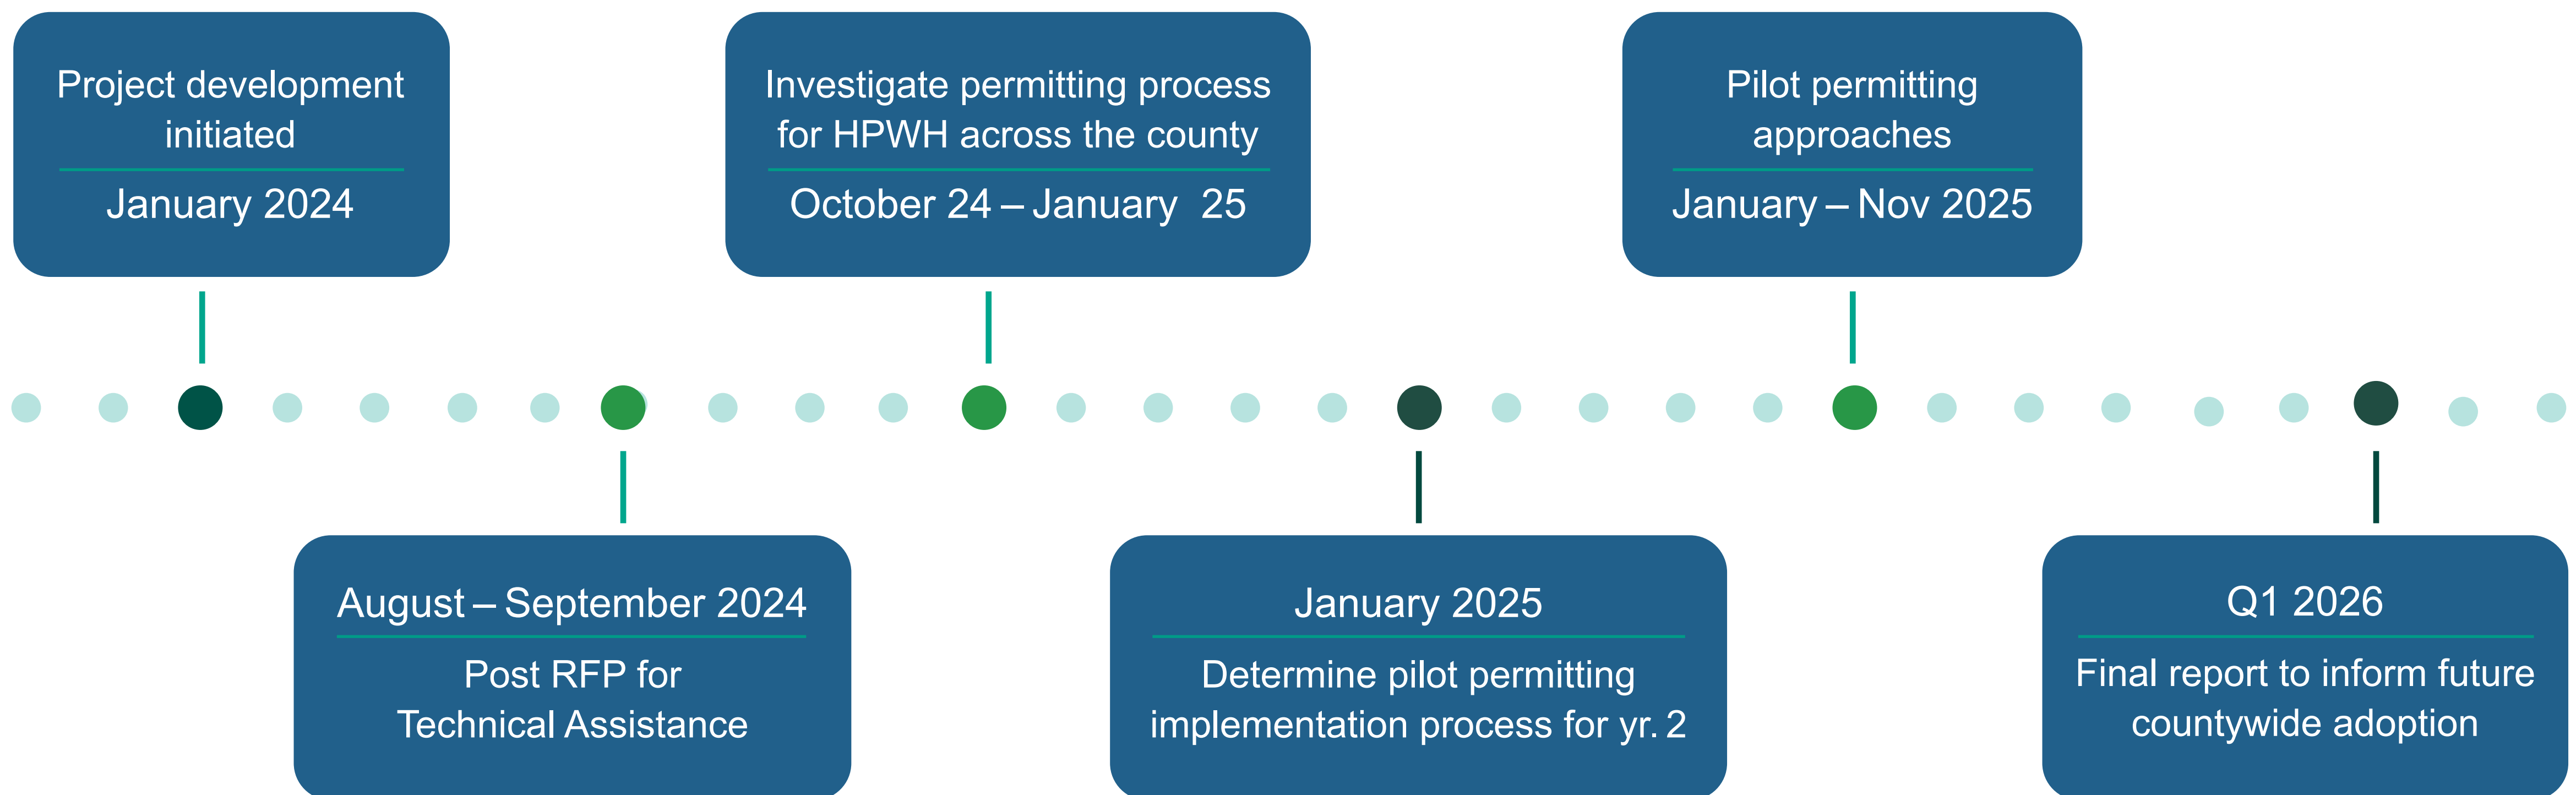 Project development
initiated
January 2024
August – September 2024
Post RFP for
Technical Assistance
Investigate permitting process
for HPWH across the county
October 24 – January 25
January 2025
Determine pilot permitting
implementation process for yr. 2
Pilot permitting
approaches
January – Nov 2025
Q1 2026
Final report to inform future
countywide adoption